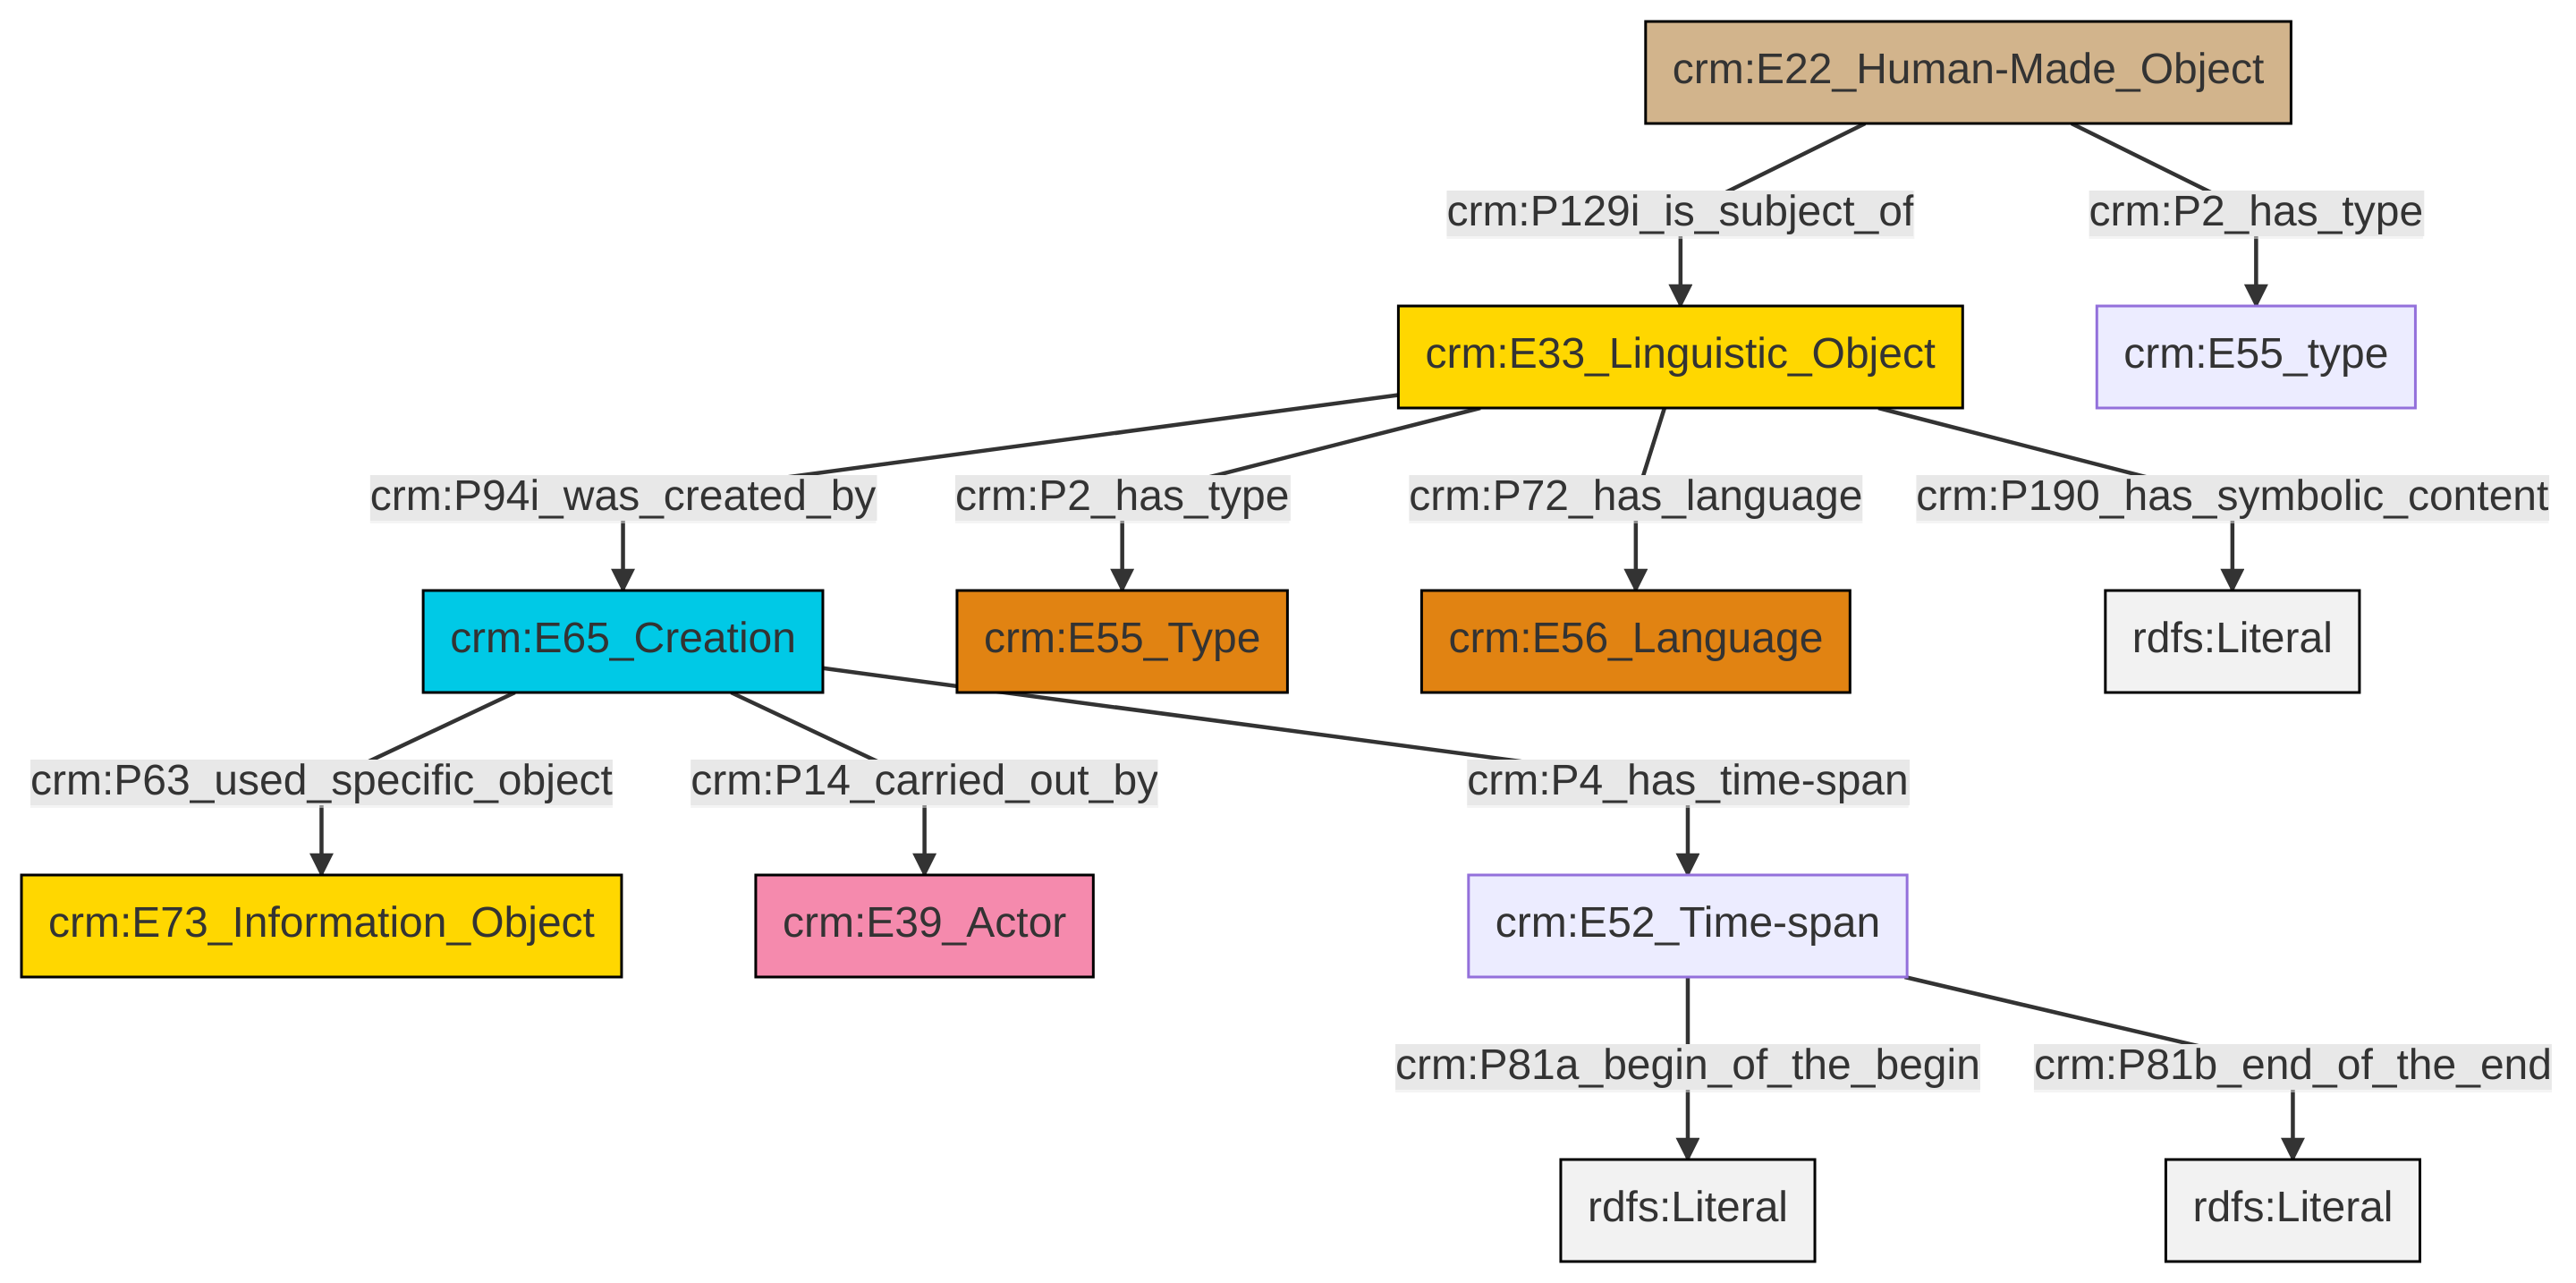 crm:E22_Human-Made_Object
crm:P129i_is_subject_of
crm:P2_has_type
crm:E33_Linguistic_Object
crm:E55_type
crm:P94i_was_created_by
crm:P2_has_type
crm:P72_has_language
crm:P190_has_symbolic_content
crm:E65_Creation
crm:E55_Type
crm:E56_Language
rdfs:Literal
crm:P63_used_specific_object
crm:P14_carried_out_by
crm:P4_has_time-span
crm:E73_Information_Object
crm:E39_Actor
crm:E52_Time-span
crm:P81a_begin_of_the_begin
crm:P81b_end_of_the_end
rdfs:Literal
rdfs:Literal